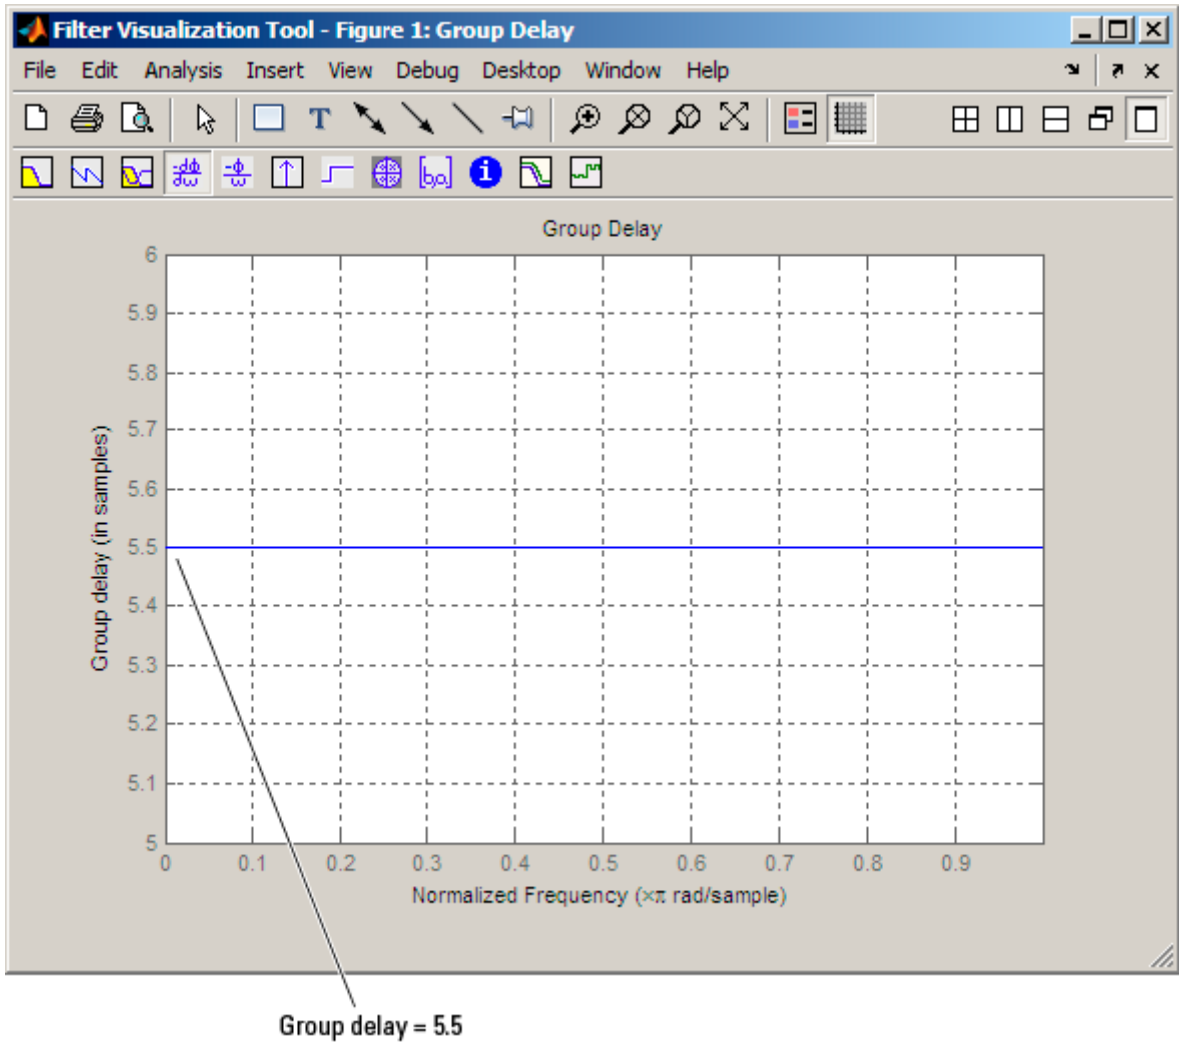 Filter Visualization Tool - Figure 1: Group Delay
File Edit Analysis Insert View Debug Desktop Window Help
T
-dφ
dω
-φ
ω
[b,a]
i
Group Delay
6
5.9
5.8
5.7
5.6
5.5
5.4
5.3
5.2
5.1
5
Group delay (in samples)
0 0.1 0.2 0.3 0.4 0.5 0.6 0.7 0.8 0.9
Normalized Frequency (×π rad/sample)
Group delay = 5.5